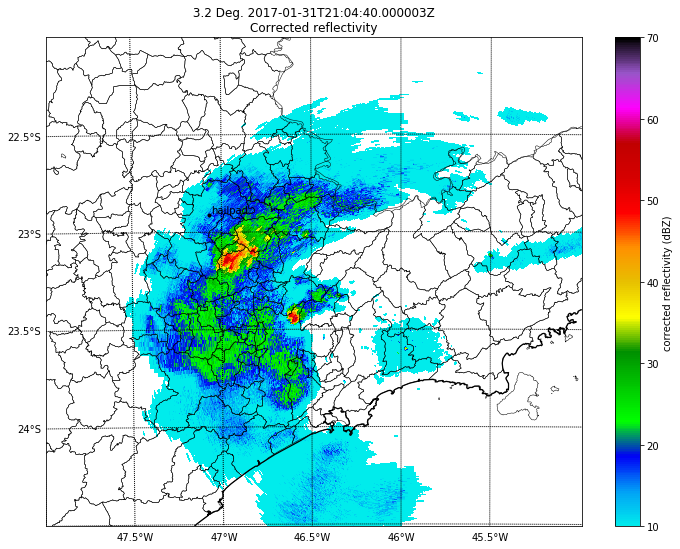 3.2 Deg. 2017-01-31T21:04:40.000003Z
Corrected reflectivity
22.5°S
23°S
23.5°S
24°S
47.5°W
47°W
46.5°W
46°W
45.5°W
70
60
50
40
30
20
10
corrected reflectivity (dBZ)